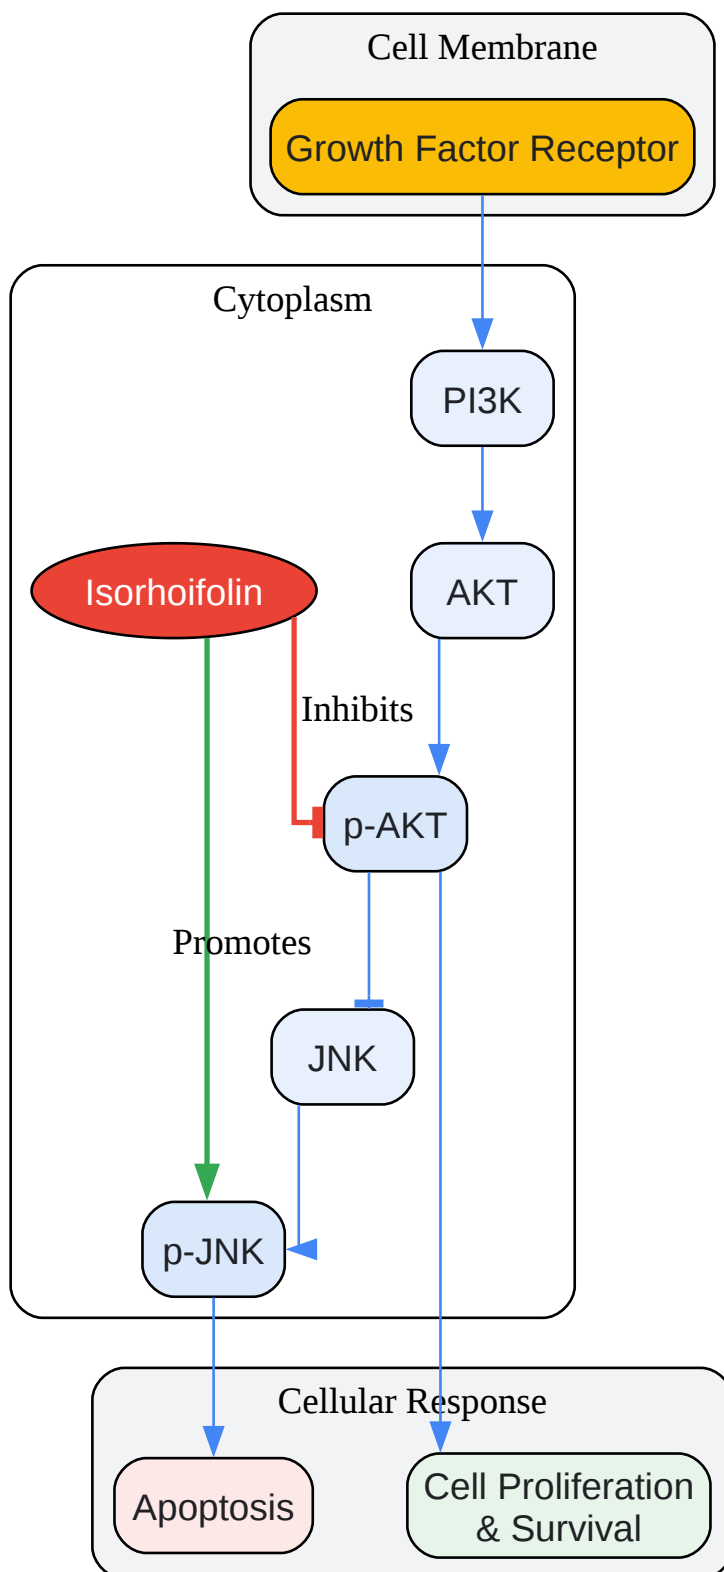 Cell Membrane
Growth Factor Receptor
Cytoplasm
PI3K
Isorhoifolin
AKT
Inhibits
p-AKT
Promotes
JNK
p-JNK
Cellular Response
Apoptosis
Cell Proliferation
& Survival